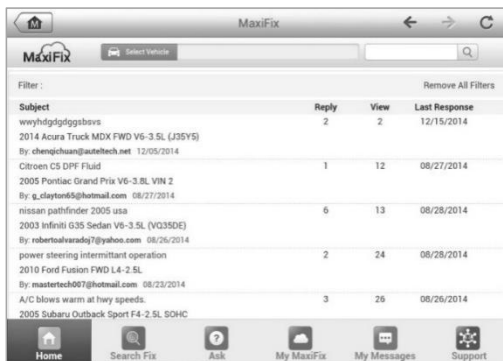 M
MaxiFix
MaxiFix
Select Vehicle
Filter :
Remove All Filters
Subject Reply View Last Response
wwyhdgdgdggsbsvs 2 2 12/15/2014
2014 Acura Truck MDX FWD V6-3.5L (J35Y5)
By: chenqichuan@auteltech.net 12/05/2014
Citroen C5 DPF Fluid 1 12 08/27/2014
2005 Pontiac Grand Prix V6-3.8L VIN 2
By: g_clayton65@hotmail.com 08/27/2014
nissan pathfinder 2005 usa 6 13 08/28/2014
2003 Infiniti G35 Sedan V6-3.5L (VQ35DE)
By: robertoalvaradoj7@yahoo.com 08/26/2014
power steering intermittant operation 2 24 08/28/2014
2010 Ford Fusion FWD L4-2.5L
By: mastertech007@hotmail.com 08/23/2014
A/C blows warm at hwy speeds. 3 26 08/26/2014
2005 Subaru Outback Sport F4-2.5L SOHC
Home Search Fix Ask My MaxiFix My Messages Support